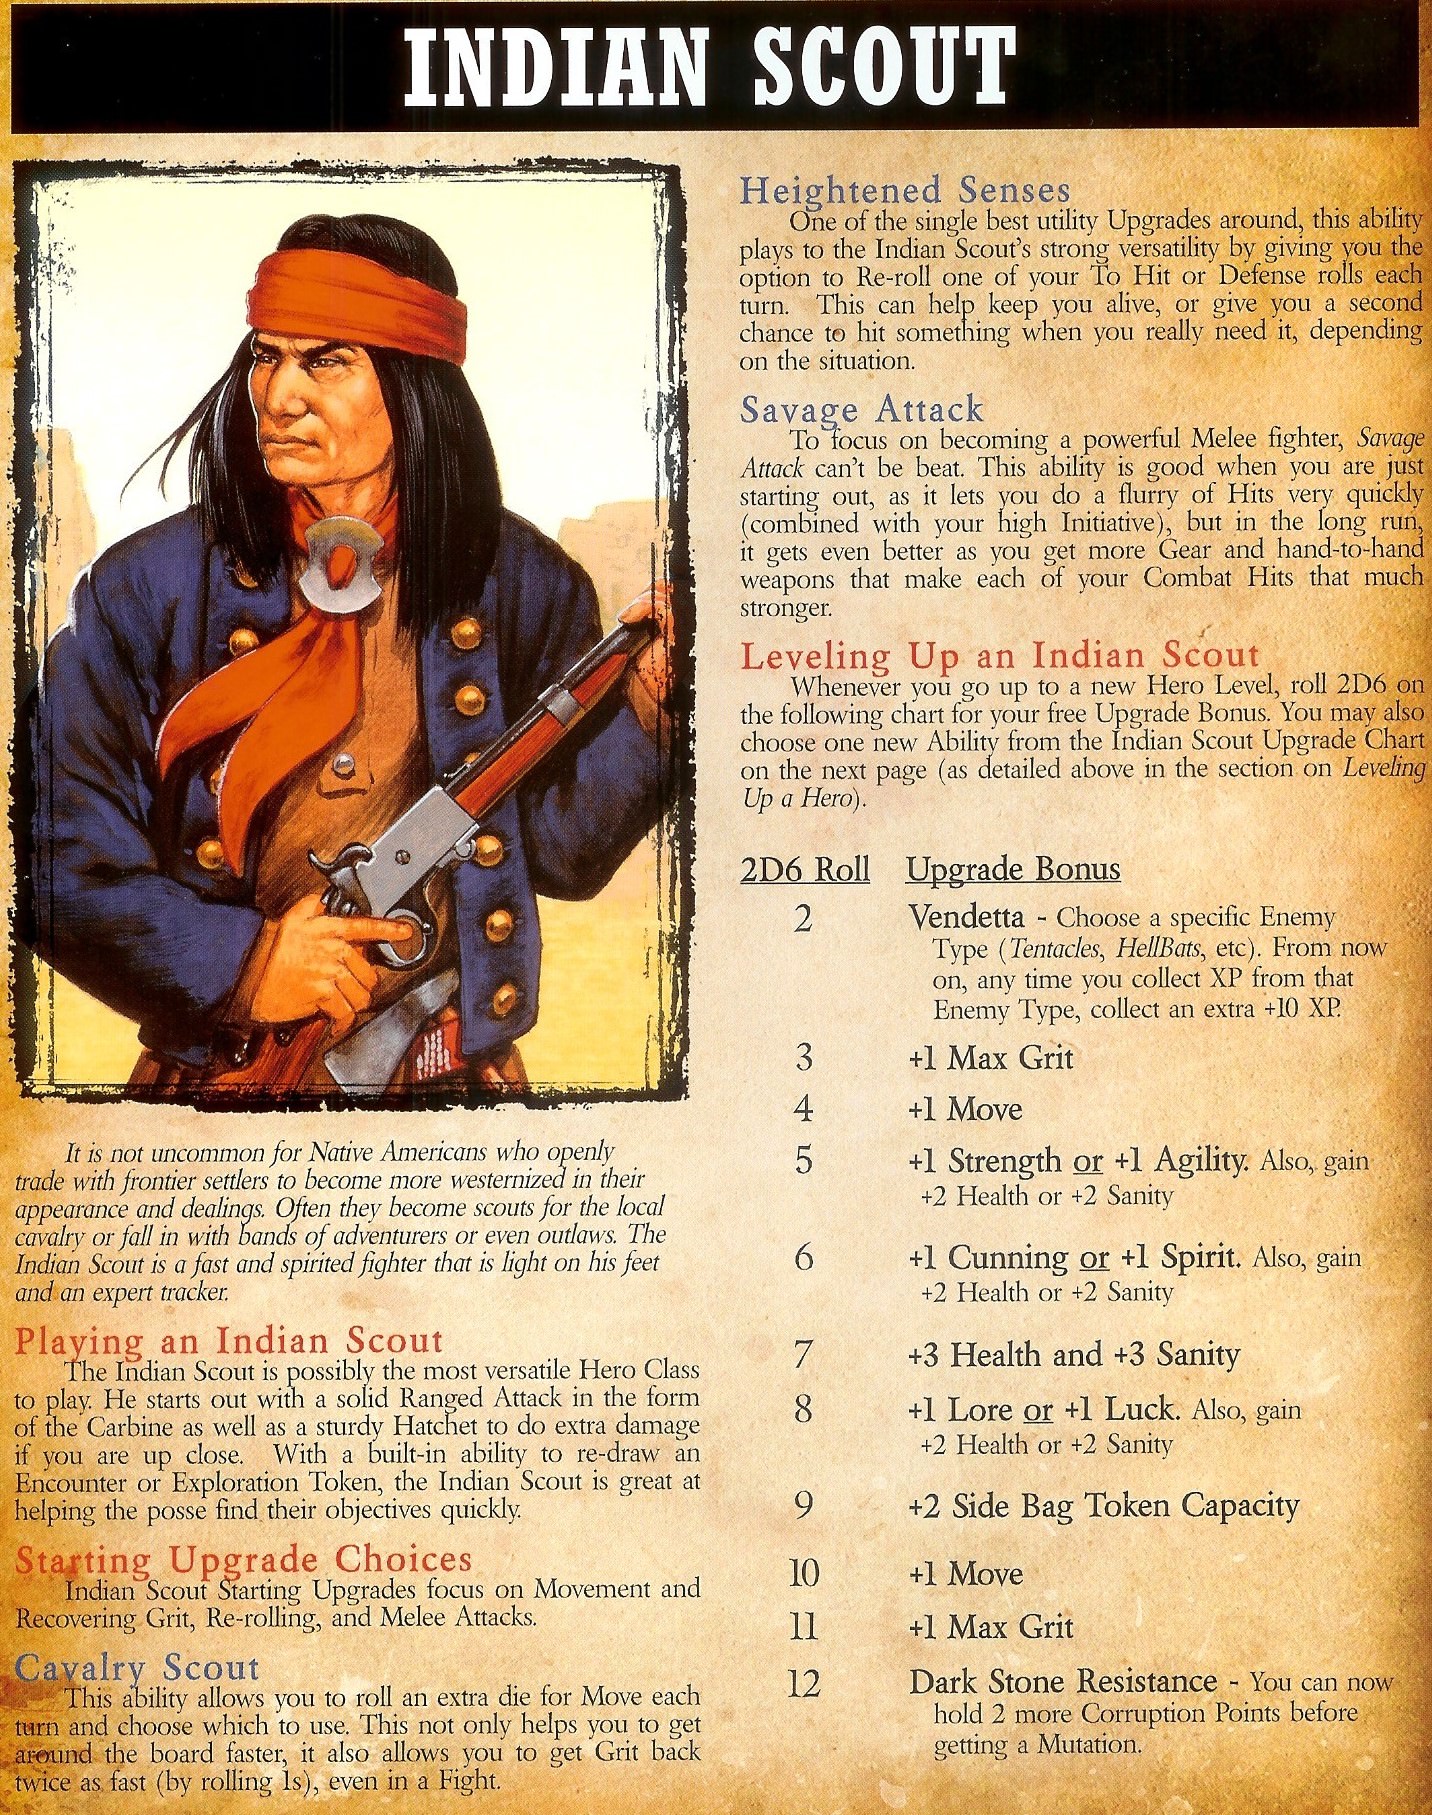 INDIAN SCOUT
It is not uncommon for Native Americans who openly
trade with frontier settlers to become more westernized in their
appearance and dealings. Often they become scouts for the local
cavalry or fall in with bands of adventurers or even outlaws. The
Indian Scout is a fast and spirited fighter that is light on his feet
and an expert tracker.
Playing an Indian Scout
The Indian Scout is possibly the most versatile Hero Class
to play. He starts out with a solid Ranged Attack in the form
of the Carbine as well as a sturdy Hatchet to do extra damage
if you are up close. With a built-in ability to re-draw an
Encounter or Exploration Token, the Indian Scout is great at
helping the posse find their objectives quickly.
Starting Upgrade Choices
Indian Scout Starting Upgrades focus on Movement and
Recovering Grit, Re-rolling, and Melee Attacks.
Cavalry Scout
This ability allows you to roll an extra die for Move each
turn and choose which to use. This not only helps you to get
around the board faster, it also allows you to get Grit back
twice as fast (by rolling 1s), even in a Fight.
Heightened Senses
One of the single best utility Upgrades around, this ability
plays to the Indian Scout's strong versatility by giving you the
option to Re-roll one of your To Hit or Defense rolls each
turn. This can help keep you alive, or give you a second
chance to hit something when you really need it, depending
on the situation.
Savage Attack
To focus on becoming a powerful Melee fighter, Savage
Attack can't be beat. This ability is good when you are just
starting out, as it lets you do a flurry of Hits very quickly
(combined with your high Initiative), but in the long run,
it gets even better as you get more Gear and hand-to-hand
weapons that make each of your Combat Hits that much
stronger.
Leveling Up an Indian Scout
Whenever you go up to a new Hero Level, roll 2D6 on
the following chart for your free Upgrade Bonus. You may also
choose one new Ability from the Indian Scout Upgrade Chart
on the next page (as detailed above in the section on Leveling
Up a Hero).
2D6 Roll Upgrade Bonus
2 Vendetta - Choose a specific Enemy
Type (Tentacles, HellBats, etc). From now
on, any time you collect XP from that
Enemy Type, collect an extra +10 XP.
3 +1 Max Grit
4 +1 Move
5 +1 Strength or +1 Agility. Also, gain
+2 Health or +2 Sanity
6 +1 Cunning or +1 Spirit. Also, gain
+2 Health or +2 Sanity
7 +3 Health and +3 Sanity
8 +1 Lore or +1 Luck. Also, gain
+2 Health or +2 Sanity
9 +2 Side Bag Token Capacity
10 +1 Move
11 +1 Max Grit
12 Dark Stone Resistance - You can now
hold 2 more Corruption Points before
getting a Mutation.